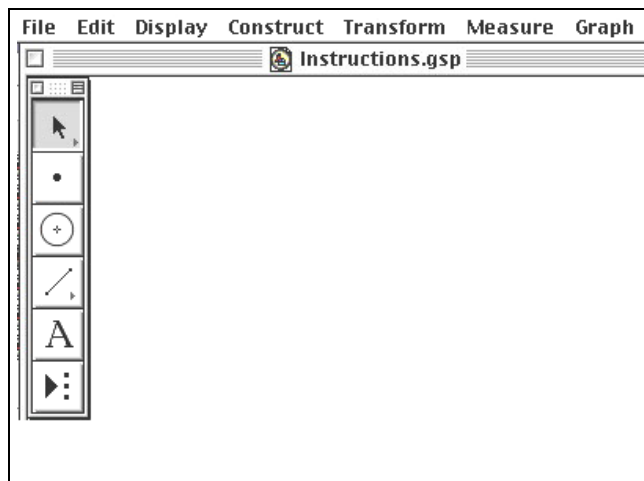 File Edit Display Construct Transform Measure Graph
Instructions.gsp
A